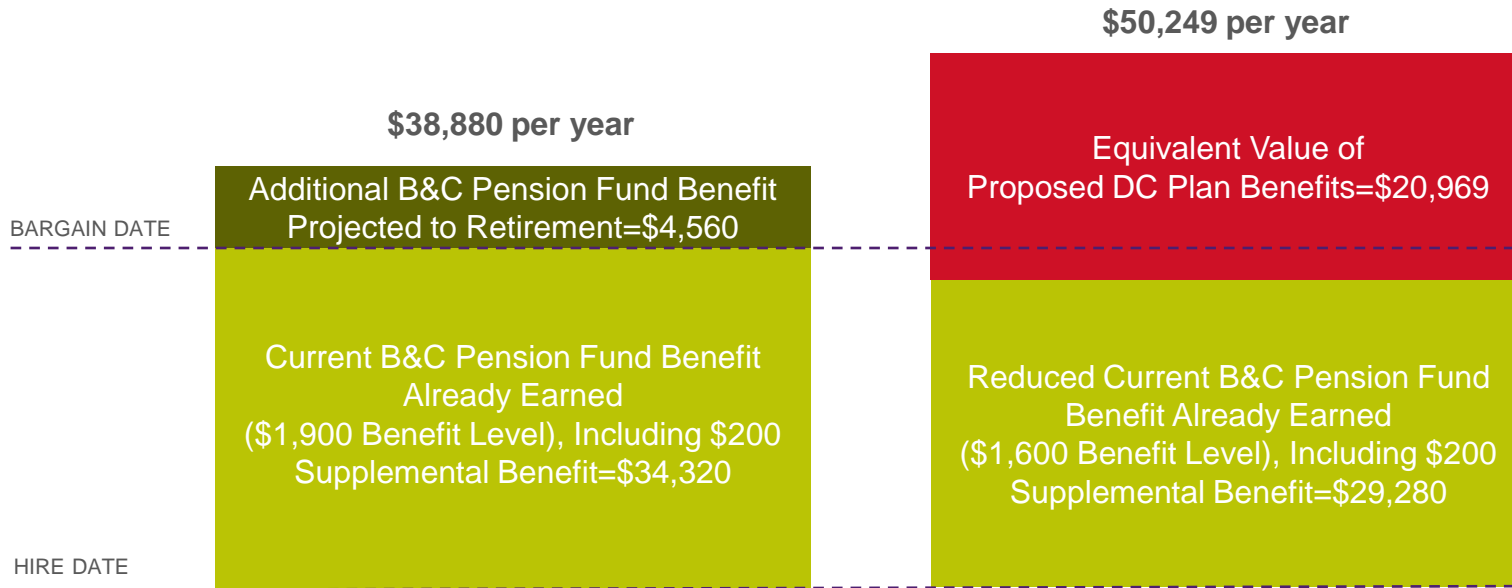 $50,249 per year
$38,880 per year
Equivalent Value of
Proposed DC Plan Benefits=$20,969
Additional B&C Pension Fund Benefit
Projected to Retirement=$4,560
BARGAIN DATE
Current B&C Pension Fund Benefit
Already Earned
($1,900 Benefit Level), Including $200
Supplemental Benefit=$34,320
Reduced Current B&C Pension Fund
Benefit Already Earned
($1,600 Benefit Level), Including $200
Supplemental Benefit=$29,280
HIRE DATE